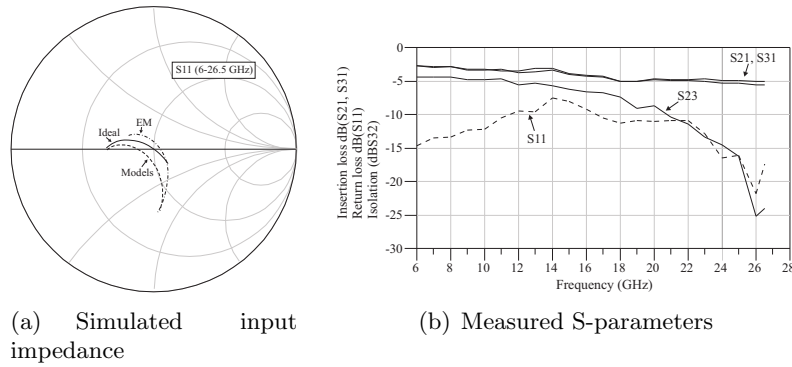 S11 (6-26.5 GHz)
Ideal
EM
Models
(a) Simulated input
impedance
Insertion loss dB(S21, S31)
Return loss dB(S11)
Isolation (dBS32)
0
-5
-10
-15
-20
-25
-30
S21, S31
S23
S11
6 8 10 12 14 16 18 20 22 24 26 28
Frequency (GHz)
(b) Measured S-parameters